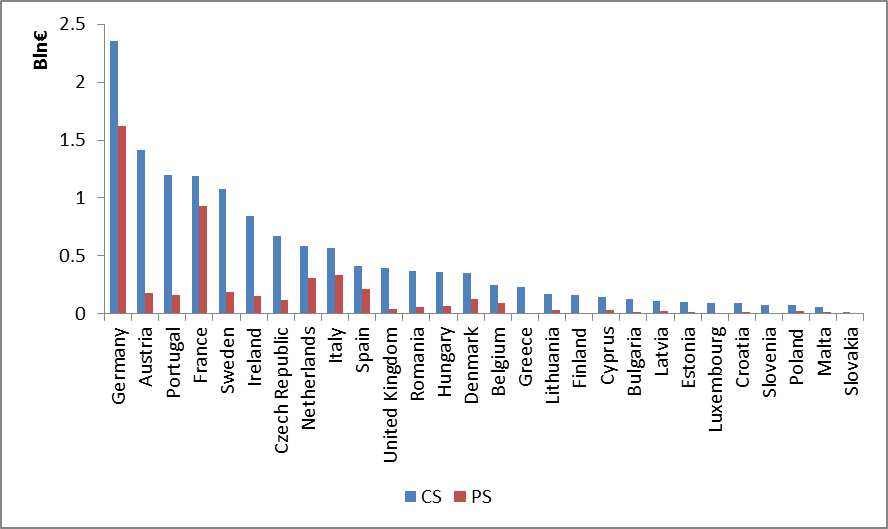 Bln€
2.5
2
1.5
1
0.5
0
Germany
Austria
Portugal
France
Sweden
Ireland
Czech Republic
Netherlands
Italy
Spain
United Kingdom
Romania
Hungary
Denmark
Belgium
Greece
Lithuania
Finland
Cyprus
Bulgaria
Latvia
Estonia
Luxembourg
Croatia
Slovenia
Poland
Malta
Slovakia
CS PS